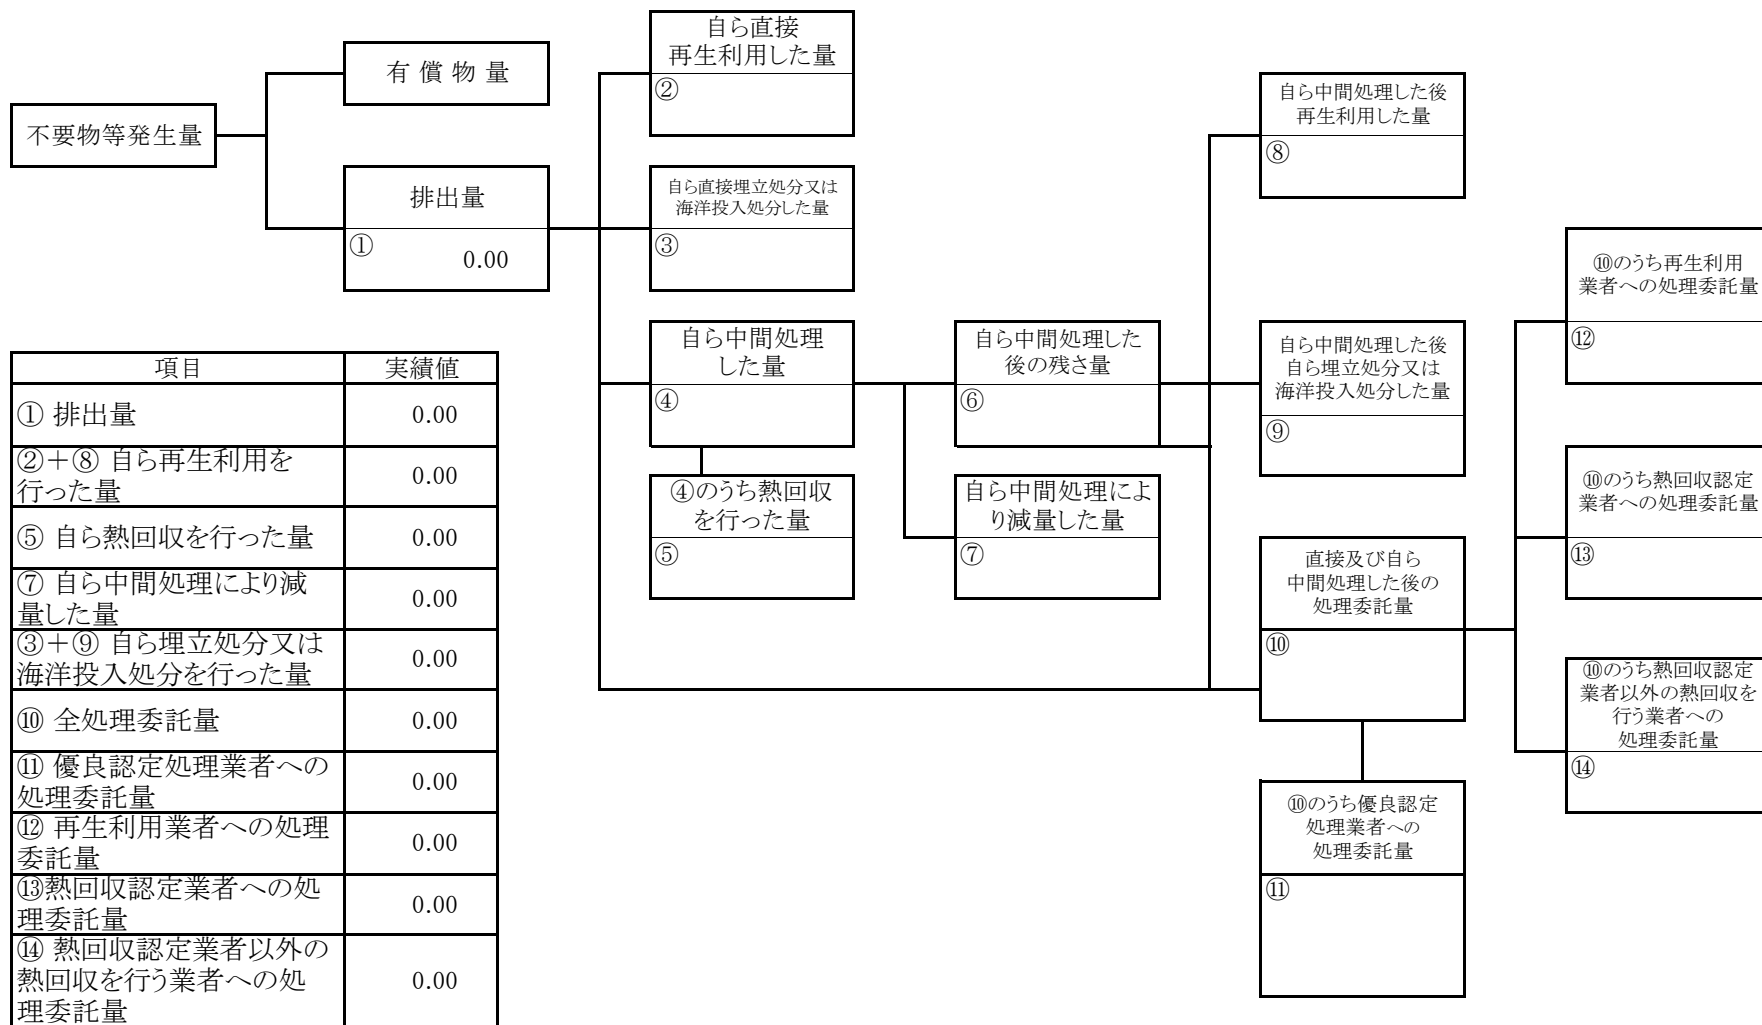 不要物等発生量
有 償 物 量
排出量
① 0.00
自ら直接
再生利用した量
②
自ら直接埋立処分又は
海洋投入処分した量
③
自ら中間処理
した量
④
④のうち熱回収
を行った量
⑤
自ら中間処理した
後の残さ量
⑥
自ら中間処理によ
り減量した量
⑦
自ら中間処理した後
再生利用した量
⑧
自ら中間処理した後
自ら埋立処分又は
海洋投入処分した量
⑨
直接及び自ら
中間処理した後の
処理委託量
⑩
⑩のうち優良認定
処理業者への
処理委託量
⑪
⑩のうち再生利用
業者への処理委託量
⑫
⑩のうち熱回収認定
業者への処理委託量
⑬
⑩のうち熱回収認定
業者以外の熱回収を
行う業者への
処理委託量
⑭
項目 実績値
① 排出量 0.00
②+⑧ 自ら再生利用を
行った量 0.00
⑤ 自ら熱回収を行った量 0.00
⑦ 自ら中間処理により減
量した量 0.00
③+⑨ 自ら埋立処分又は
海洋投入処分を行った量 0.00
⑩ 全処理委託量 0.00
⑪ 優良認定処理業者への
処理委託量 0.00
⑫ 再生利用業者への処理
委託量 0.00
⑬熱回収認定業者への処
理委託量 0.00
⑭ 熱回収認定業者以外の
熱回収を行う業者への処
理委託量 0.00